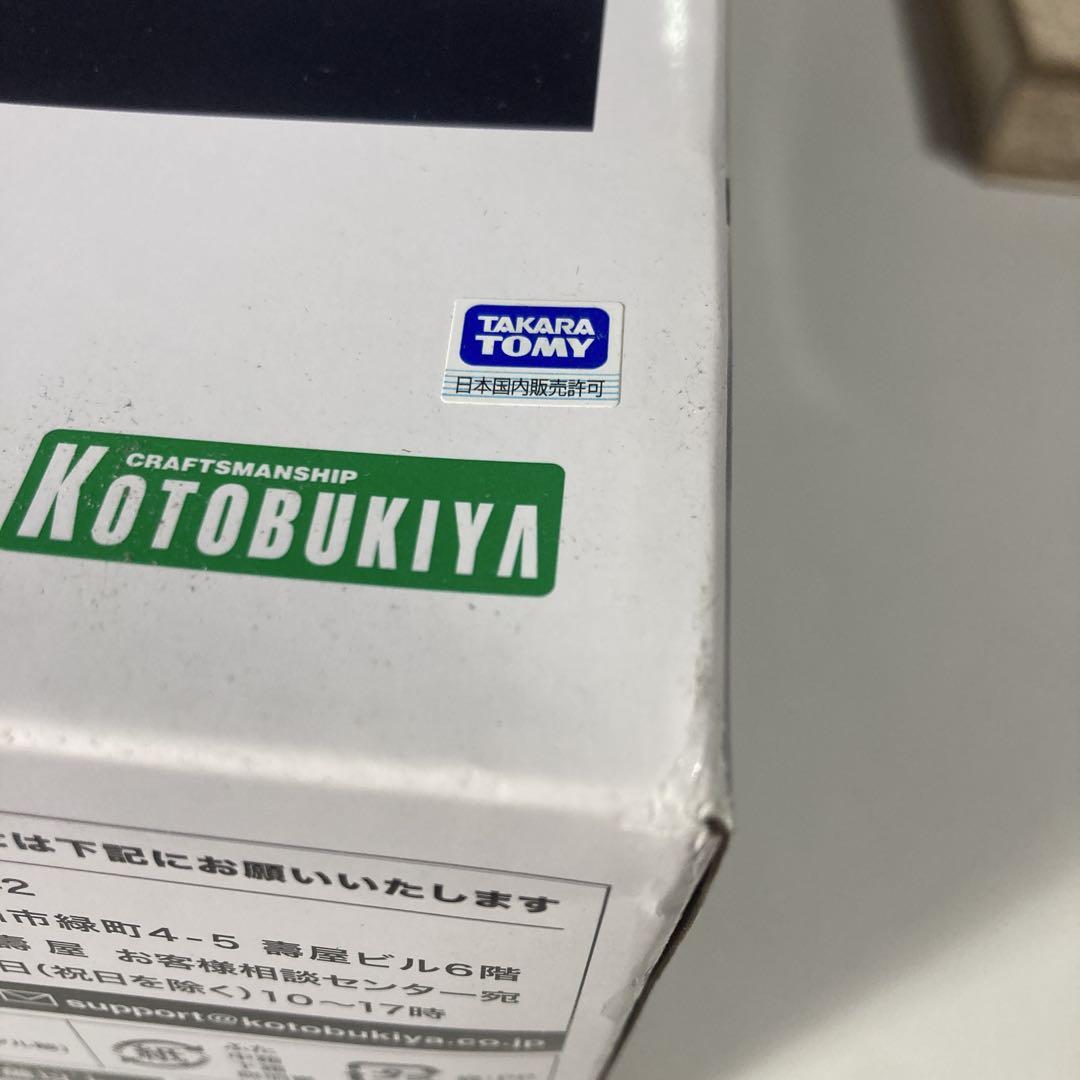 TAKARA
TOMY
日本国内販売許可
CRAFTSMANSHIP
KOTOBUKIYA
は下記にお願いいたします
-2
市緑町4-5 壽屋ビル6階
壽屋 お客様相談センター宛
日(祝日を除く)10〜17時
support@kotobukiya.co.jp
紙